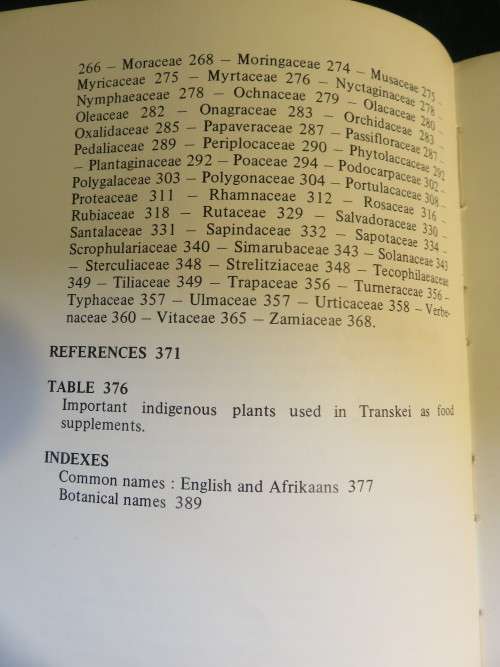 266 – Moraceae 268 – Moringaceae 274 – Musaceae 275 –
Myricaceae 275 – Myrtaceae 276 – Nyctaginaceae 278 –
Nymphaeaceae 278 – Ochnaceae 279 – Olacaceae 280 –
Oleaceae 282 – Onagraceae 283 – Orchidaceae 283 –
Oxalidaceae 285 – Papaveraceae 287 – Passifloraceae 287 –
Pedaliaceae 289 – Periplocaceae 290 – Phytolaccaceae 292
– Plantaginaceae 292 – Poaceae 294 – Podocarpaceae 302 –
Polygalaceae 303 – Polygonaceae 304 – Portulacaceae 308 –
Proteaceae 311 – Rhamnaceae 312 – Rosaceae 316 –
Rubiaceae 318 – Rutaceae 329 – Salvadoraceae 330 –
Santalaceae 331 – Sapindaceae 332 – Sapotaceae 334 –
Scrophulariaceae 340 – Simarubaceae 343 – Solanaceae 343
– Sterculiaceae 348 – Strelitziaceae 348 – Tecophilaeaceae
349 – Tiliaceae 349 – Trapaceae 356 – Turneraceae 356 –
Typhaceae 357 – Ulmaceae 357 – Urticaceae 358 – Verbe-
naceae 360 – Vitaceae 365 – Zamiaceae 368.
REFERENCES 371
TABLE 376
Important indigenous plants used in Transkei as food
supplements.
INDEXES
Common names : English and Afrikaans 377
Botanical names 389